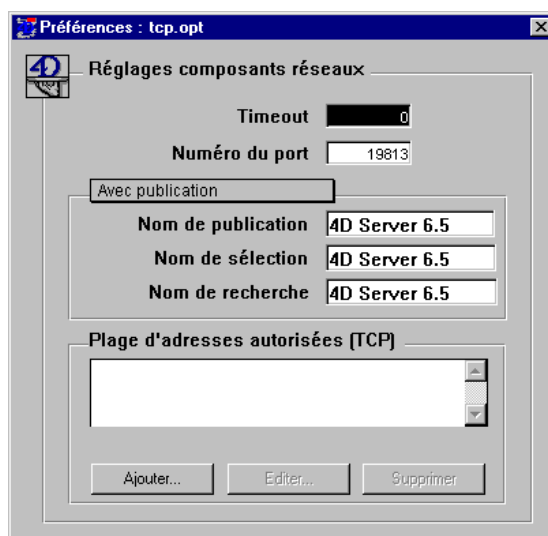 Préférences : tcp.opt
4D
Réglages composants réseaux
Timeout 0
Numéro du port 19813
Avec publication
Nom de publication 4D Server 6.5
Nom de sélection 4D Server 6.5
Nom de recherche 4D Server 6.5
Plage d'adresses autorisées (TCP)
Ajouter... Editer... Supprimer